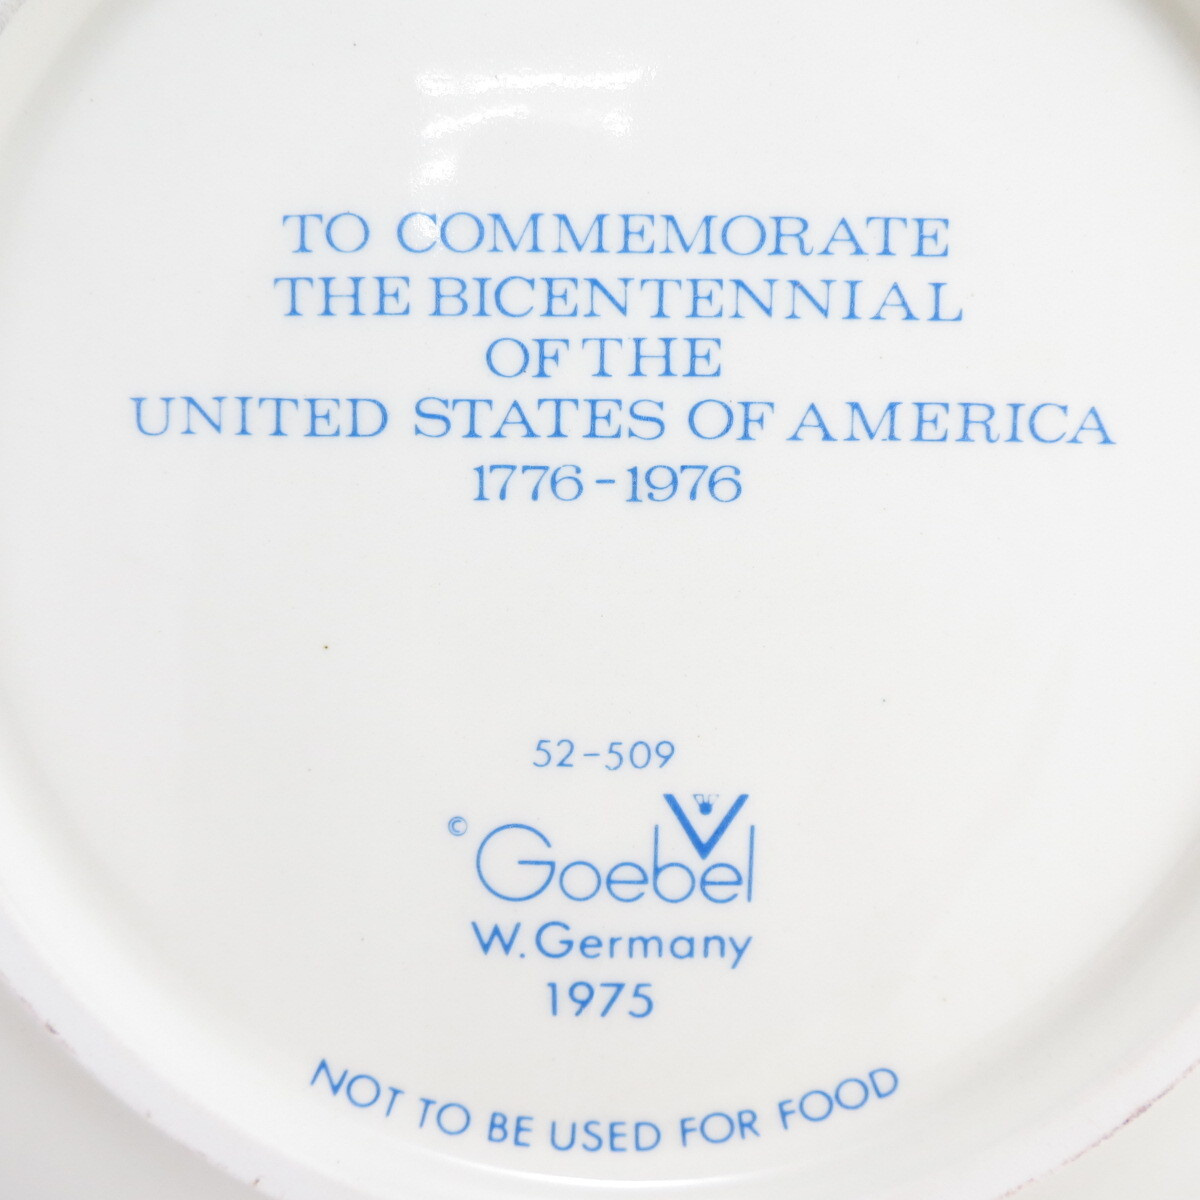 TO COMMEMORATE
THE BICENTENNIAL
OF THE
UNITED STATES OF AMERICA
1776-1976
52-509
© Goebel
W. Germany
1975
NOT TO BE USED FOR FOOD